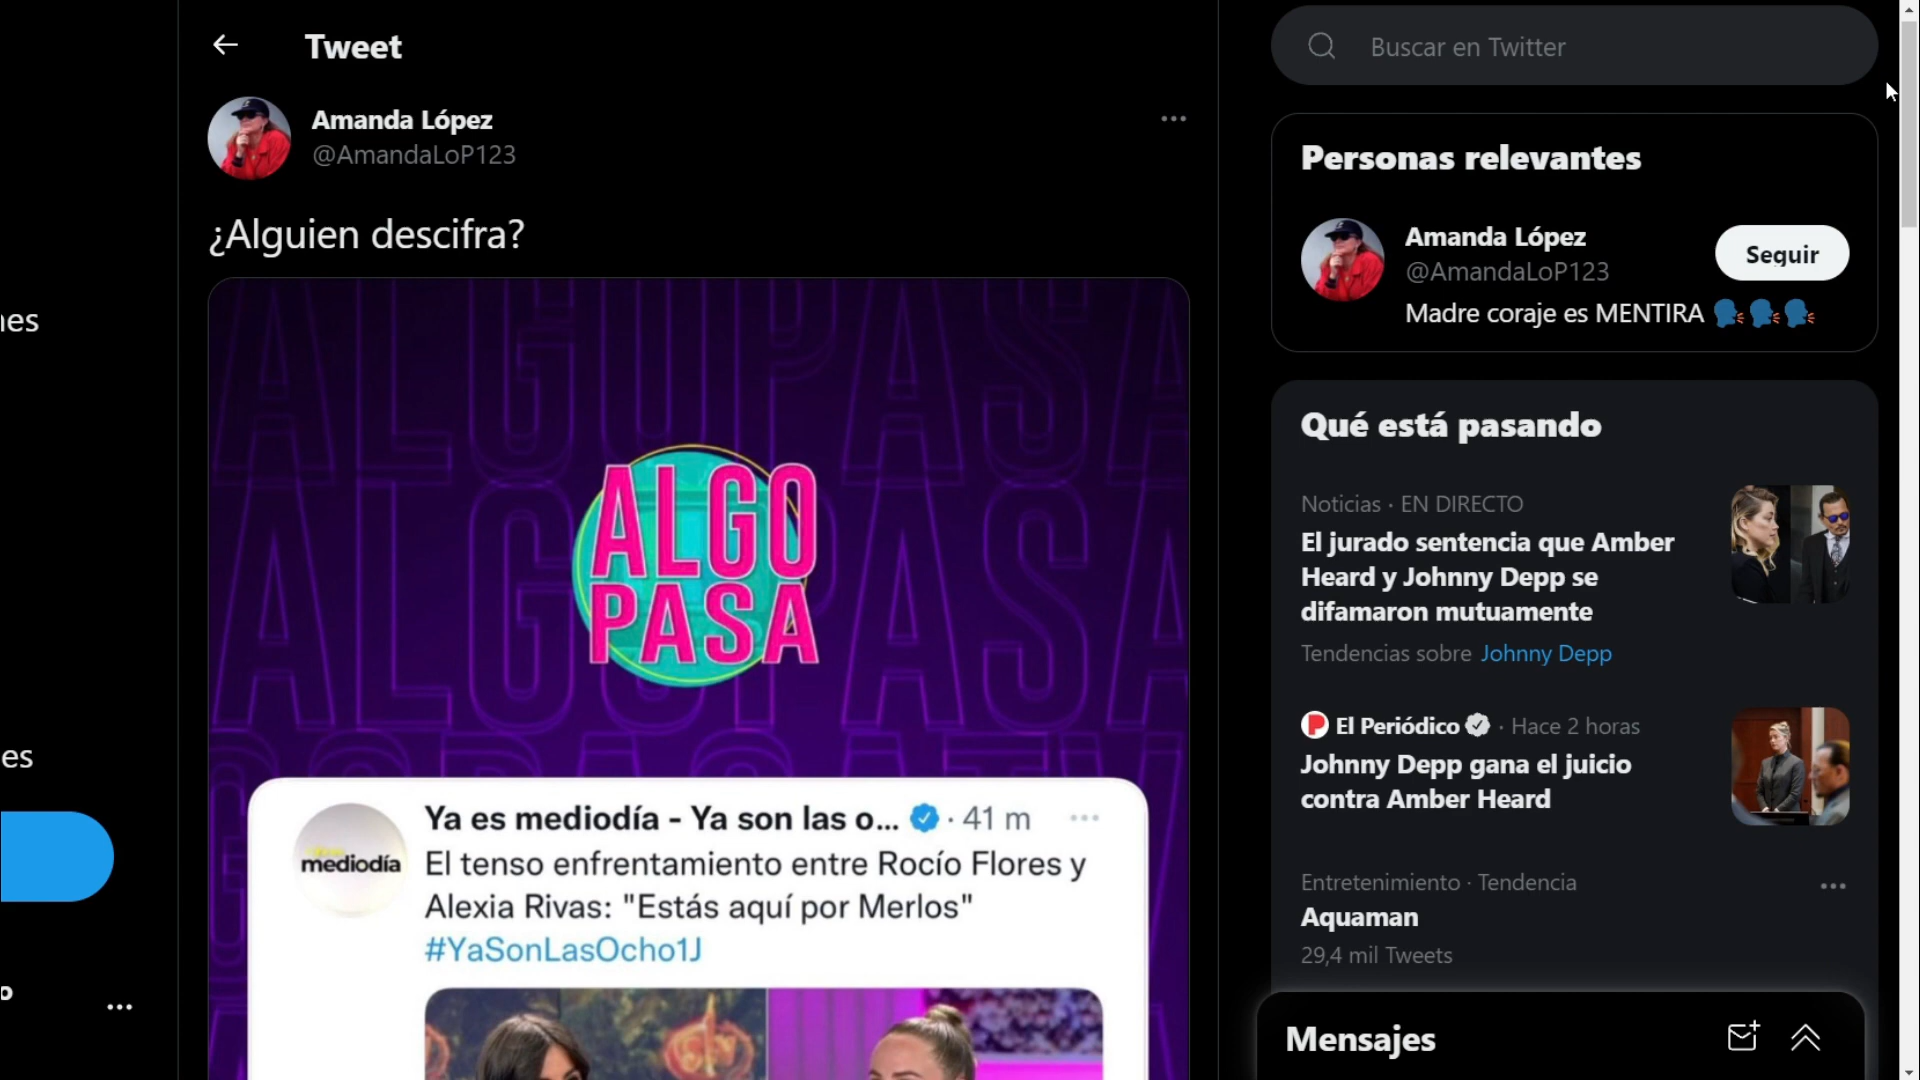 Tweet
Amanda López
@AmandaLoP123
¿Alguien descifra?
ALGO
PASA
Ya es mediodía - Ya son las o... · 41 m
mediodía
El tenso enfrentamiento entre Rocío Flores y
Alexia Rivas: "Estás aquí por Merlos"
#YaSonLasOcho1J
Buscar en Twitter
Personas relevantes
Amanda López
@AmandaLoP123
Seguir
Madre coraje es MENTIRA 🗣️🗣️🗣️
Qué está pasando
Noticias · EN DIRECTO
El jurado sentencia que Amber
Heard y Johnny Depp se
difamaron mutuamente
Tendencias sobre Johnny Depp
El Periódico · Hace 2 horas
Johnny Depp gana el juicio
contra Amber Heard
Entretenimiento · Tendencia
Aquaman
29,4 mil Tweets
Mensajes